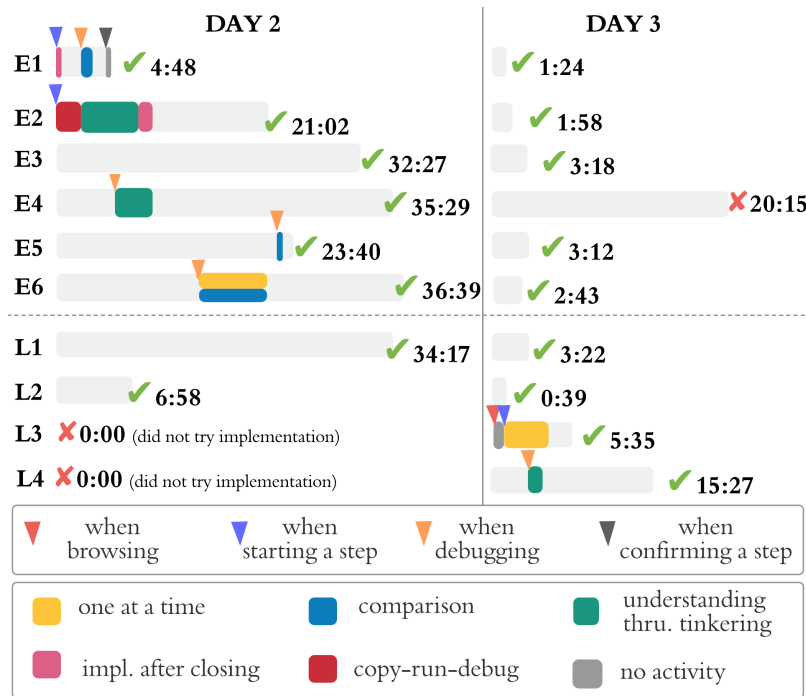 DAY 2 DAY 3
E1 ✔ 4:48 ✔ 1:24
E2 ✔ 21:02 ✔ 1:58
E3 ✔ 32:27 ✔ 3:18
E4 ✔ 35:29 ✘ 20:15
E5 ✔ 23:40 ✔ 3:12
E6 ✔ 36:39 ✔ 2:43
L1 ✔ 34:17 ✔ 3:22
L2 ✔ 6:58 ✔ 0:39
L3 ✘ 0:00 (did not try implementation) ✔ 5:35
L4 ✘ 0:00 (did not try implementation) ✔ 15:27
when browsing
when starting a step
when debugging
when confirming a step
one at a time
comparison
understanding
thru. tinkering
impl. after closing
copy-run-debug
no activity